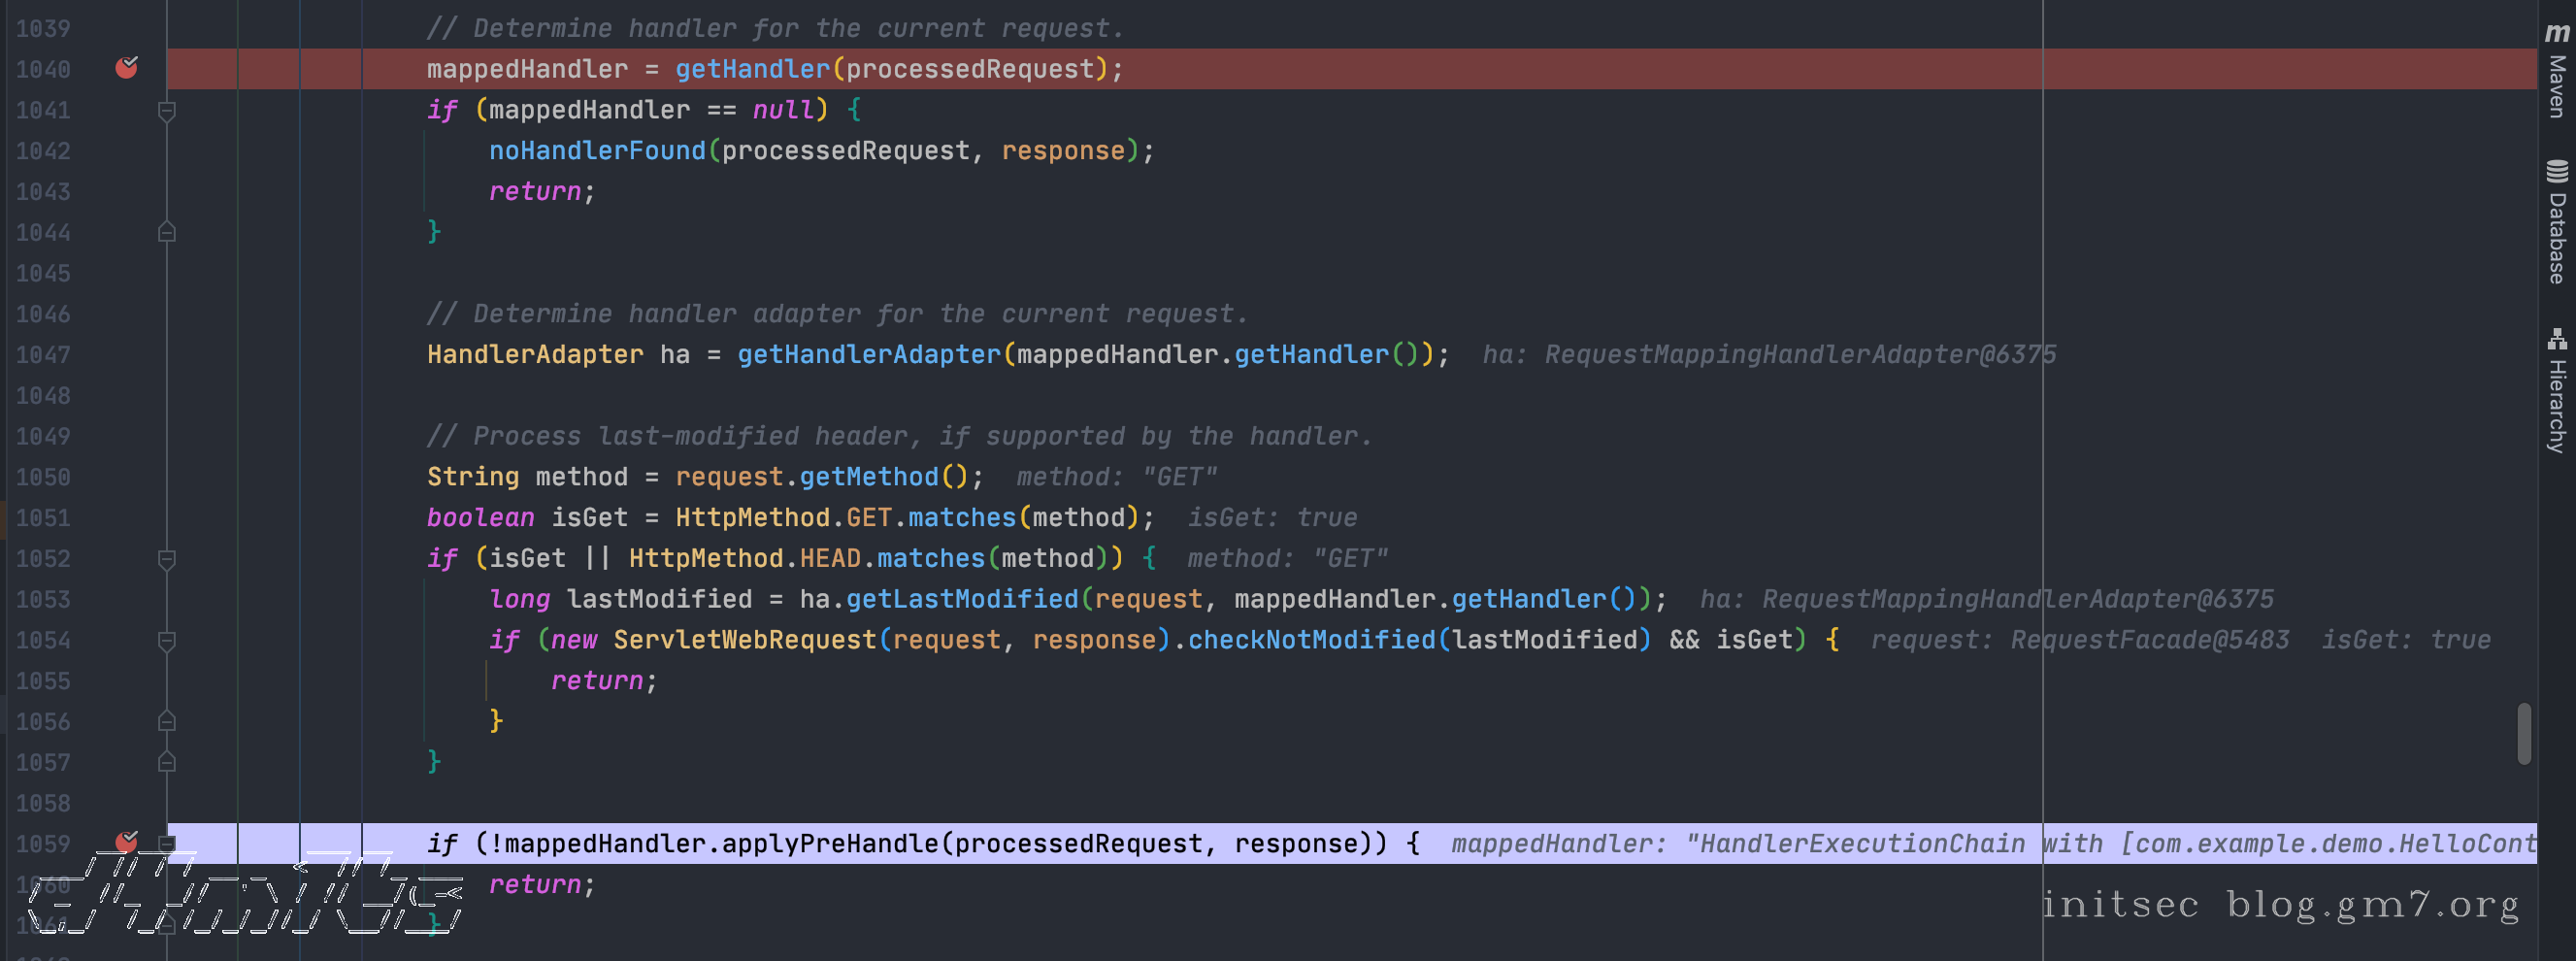 1039 // Determine handler for the current request.
1040 mappedHandler = getHandler(processedRequest);
1041 if (mappedHandler == null) {
1042 noHandlerFound(processedRequest, response);
1043 return;
1044 }
1045
1046 // Determine handler adapter for the current request.
1047 HandlerAdapter ha = getHandlerAdapter(mappedHandler.getHandler()); ha: RequestMappingHandlerAdapter@6375
1048
1049 // Process last-modified header, if supported by the handler.
1050 String method = request.getMethod(); method: "GET"
1051 boolean isGet = HttpMethod.GET.matches(method); isGet: true
1052 if (isGet || HttpMethod.HEAD.matches(method)) { method: "GET"
1053 long lastModified = ha.getLastModified(request, mappedHandler.getHandler()); ha: RequestMappingHandlerAdapter@6375
1054 if (new ServletWebRequest(request, response).checkNotModified(lastModified) && isGet) { request: RequestFacade@5483 isGet: true
1055 return;
1056 }
1057 }
1058
1059 if (!mappedHandler.applyPreHandle(processedRequest, response)) { mappedHandler: "HandlerExecutionChain with [com.example.demo.HelloCont
1060 return;
1061 }
m Maven
Database
Hierarchy
initsec blog.gm7.org